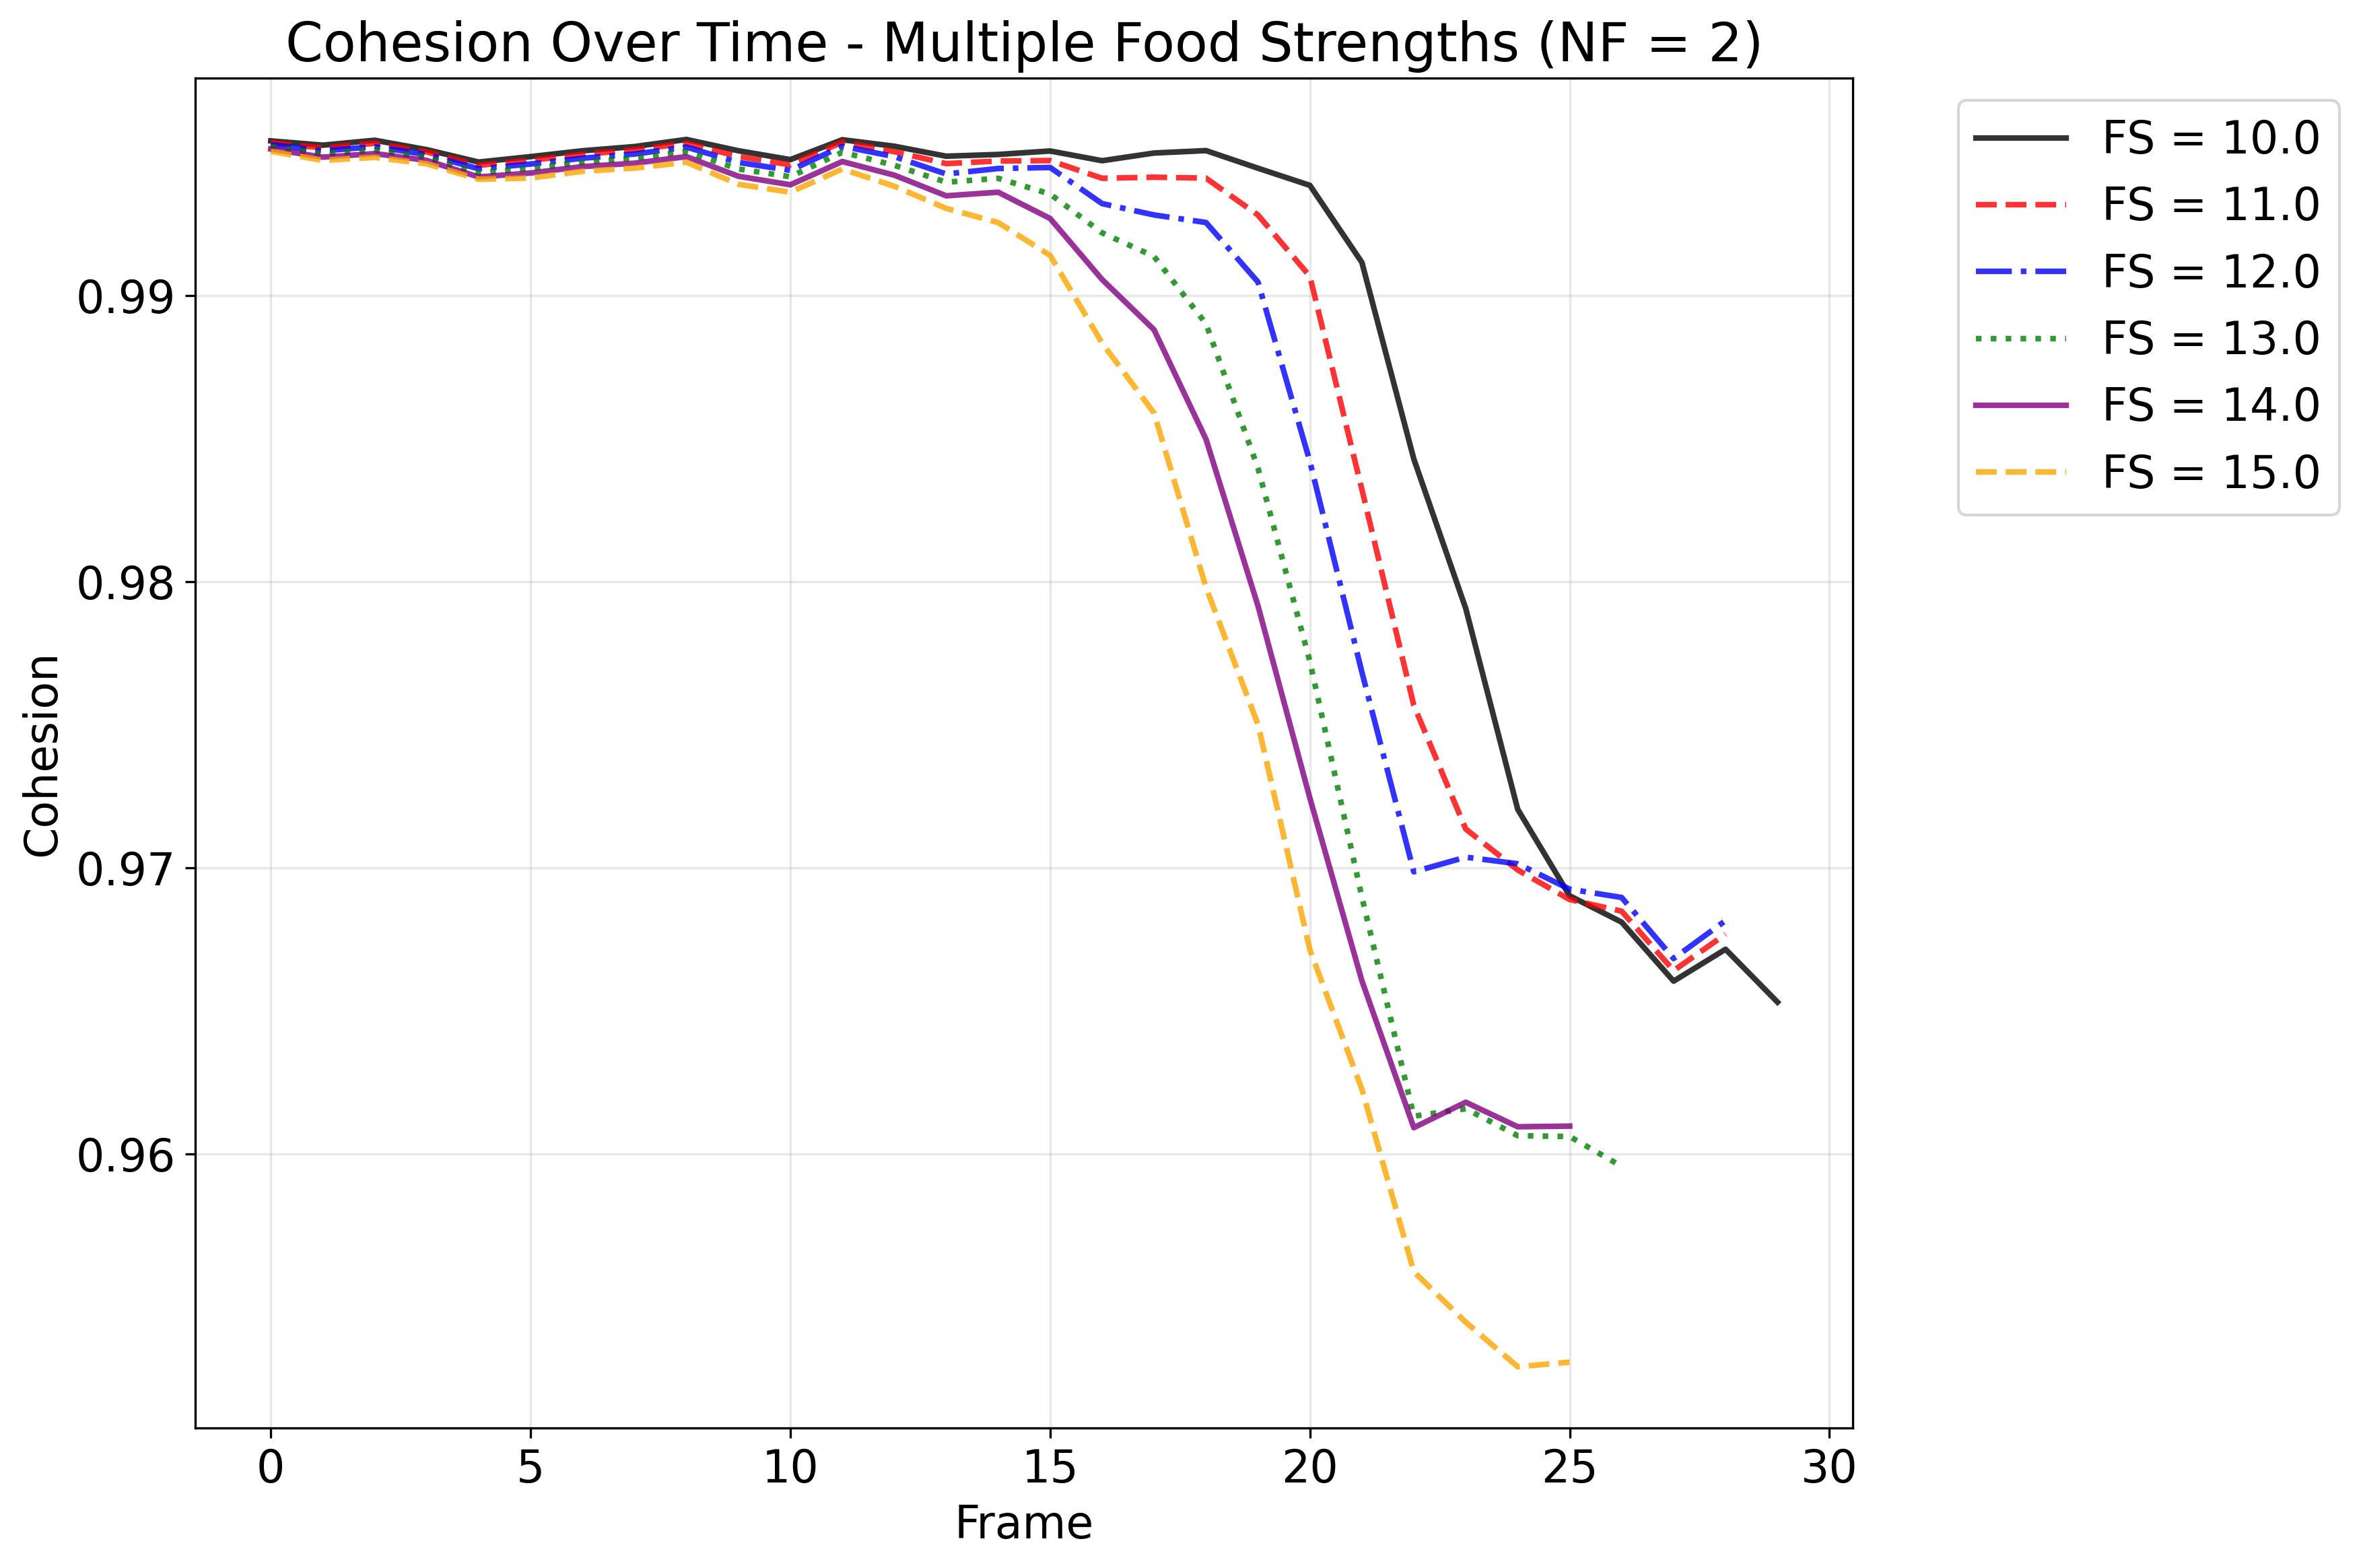 Cohesion Over Time - Multiple Food Strengths (NF = 2)
FS = 10.0
FS = 11.0
FS = 12.0
FS = 13.0
FS = 14.0
FS = 15.0
Cohesion
0.99
0.98
0.97
0.96
0 5 10 15 20 25 30
Frame